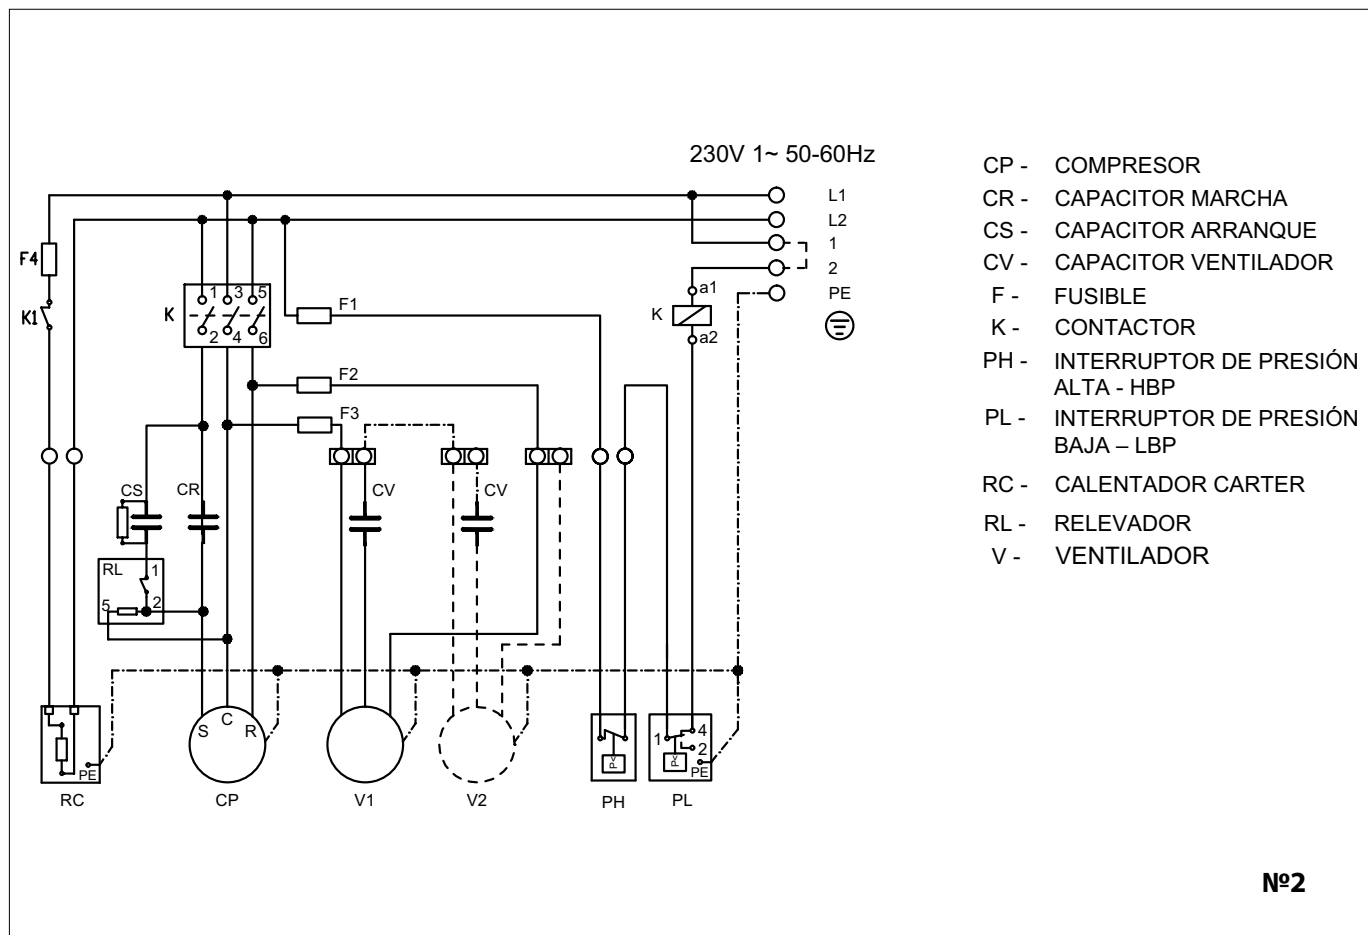 230V 1~ 50-60Hz
L1
L2
1
2
PE
F4
K1
K
1 3 5
2 4 6
F1
F2
F3
K
a1
a2
CS
CR
CV
CV
RL
1
2
5
S
C
R
PE
1
4
2
PE
P<
P<
RC
CP
V1
V2
PH
PL
CP - COMPRESOR
CR - CAPACITOR MARCHA
CS - CAPACITOR ARRANQUE
CV - CAPACITOR VENTILADOR
F - FUSIBLE
K - CONTACTOR
PH - INTERRUPTOR DE PRESIÓN
ALTA - HBP
PL - INTERRUPTOR DE PRESIÓN
BAJA – LBP
RC - CALENTADOR CARTER
RL - RELEVADOR
V - VENTILADOR
№2